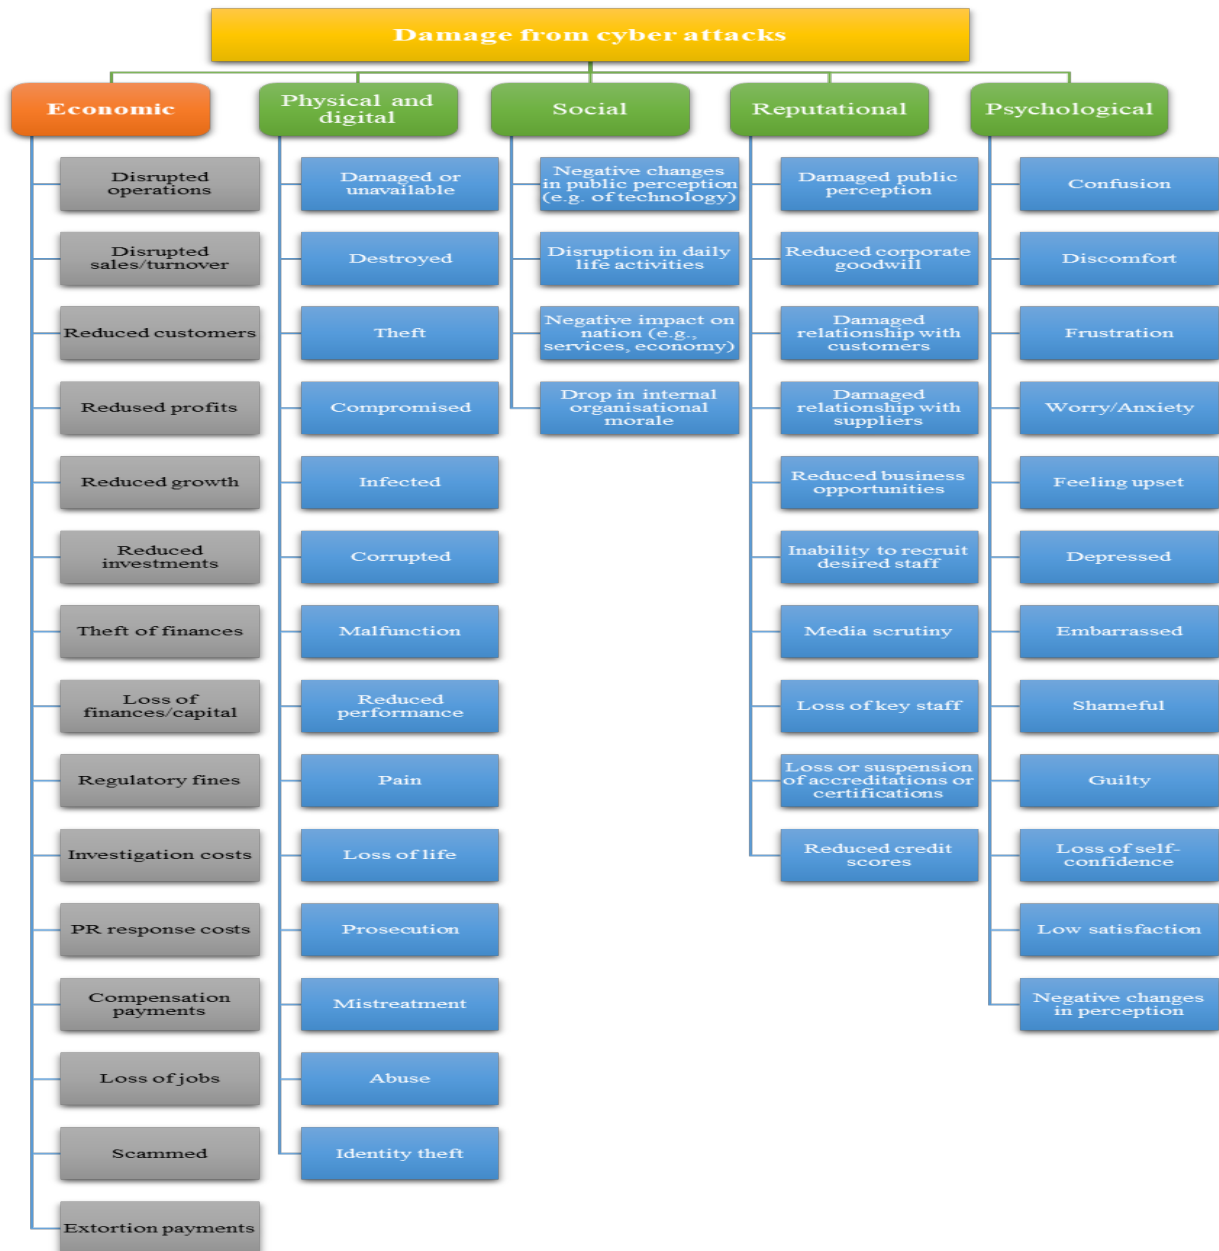 Damage from cyber attacks
Economic
Disrupted
operations
Disrupted
sales/turnover
Reduced customers
Redused profits
Reduced growth
Reduced
investments
Theft of finances
Loss of
finances/capital
Regulatory fines
Investigation costs
PR response costs
Compensation
payments
Loss of jobs
Scammed
Extortion payments
Physical and
digital
Damaged or
unavailable
Destroyed
Theft
Compromised
Infected
Corrupted
Malfunction
Reduced
performance
Pain
Loss of life
Prosecution
Mistreatment
Abuse
Identity theft
Social
Negative changes
in public perception
(e.g. of technology)
Disruption in daily
life activities
Negative impact on
nation (e.g.,
services, economy)
Drop in internal
organisational
morale
Reputational
Damaged public
perception
Reduced corporate
goodwill
Damaged
relationship with
customers
Damaged
relationship with
suppliers
Reduced business
opportunities
Inability to recruit
desired staff
Media scrutiny
Loss of key staff
Loss or suspension
of accreditations or
certifications
Reduced credit
scores
Psychological
Confusion
Discomfort
Frustration
Worry/Anxiety
Feeling upset
Depressed
Embarrassed
Shameful
Guilty
Loss of self-
confidence
Low satisfaction
Negative changes
in perception